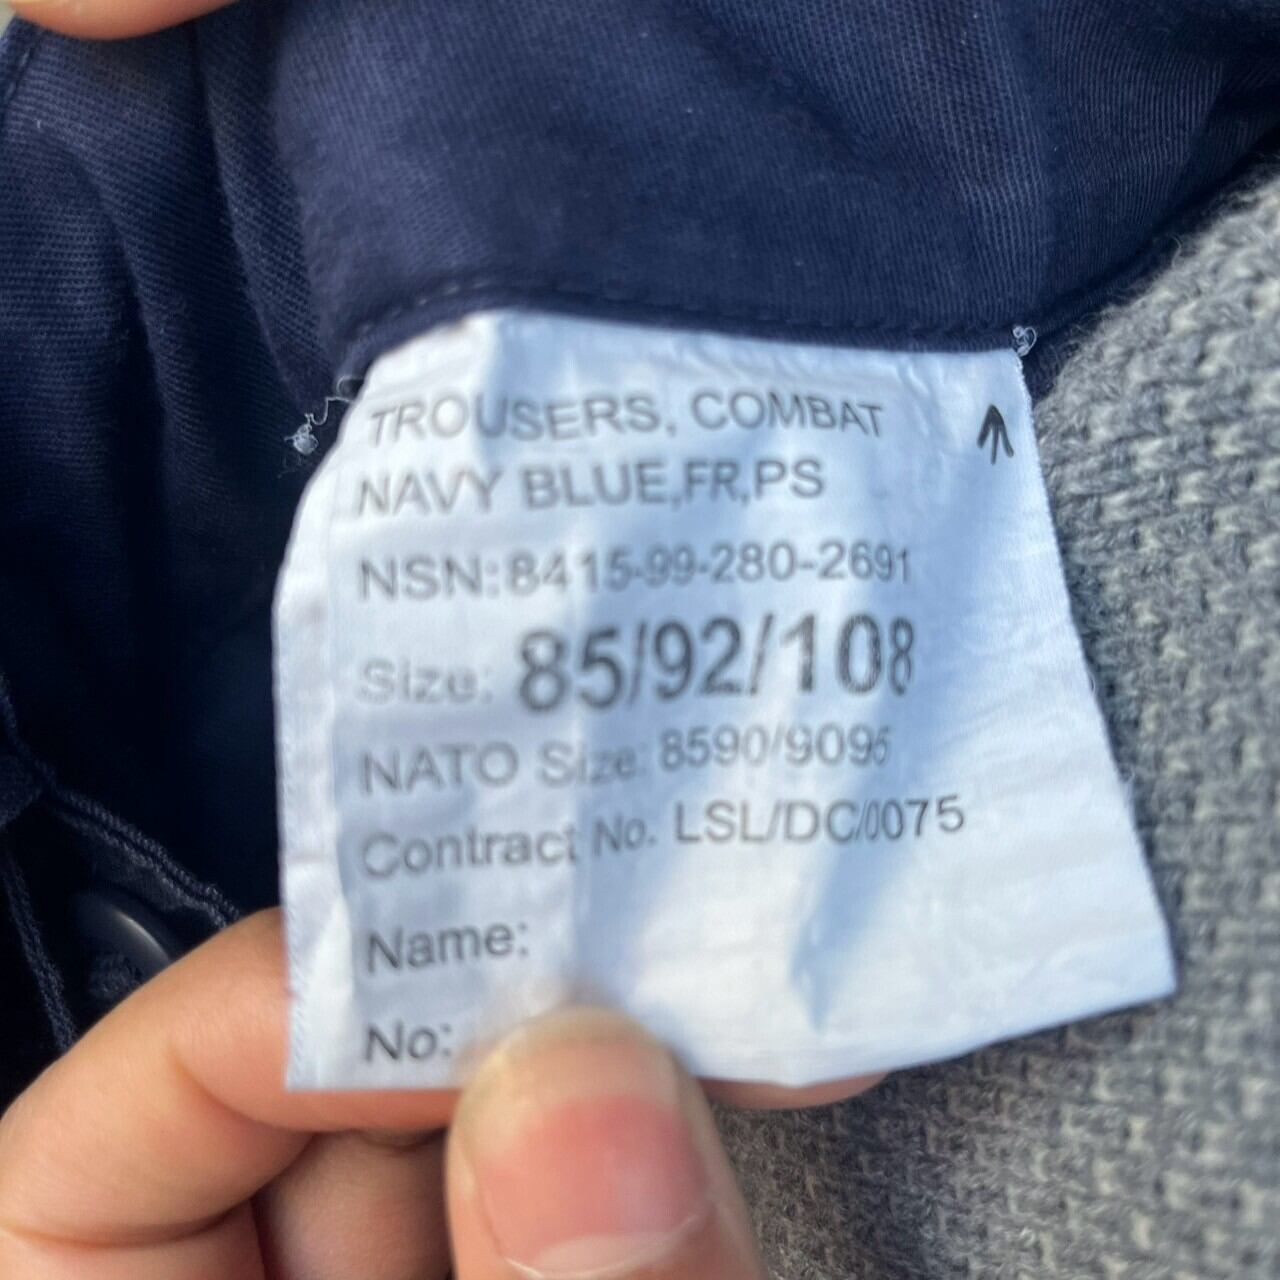 TROUSERS, COMBAT
NAVY BLUE,FR,PS
NSN:8415-99-280-2691
Size: 85/92/108
NATO Size: 8590/9095
Contract No. LSL/DC/0075
Name:
No: